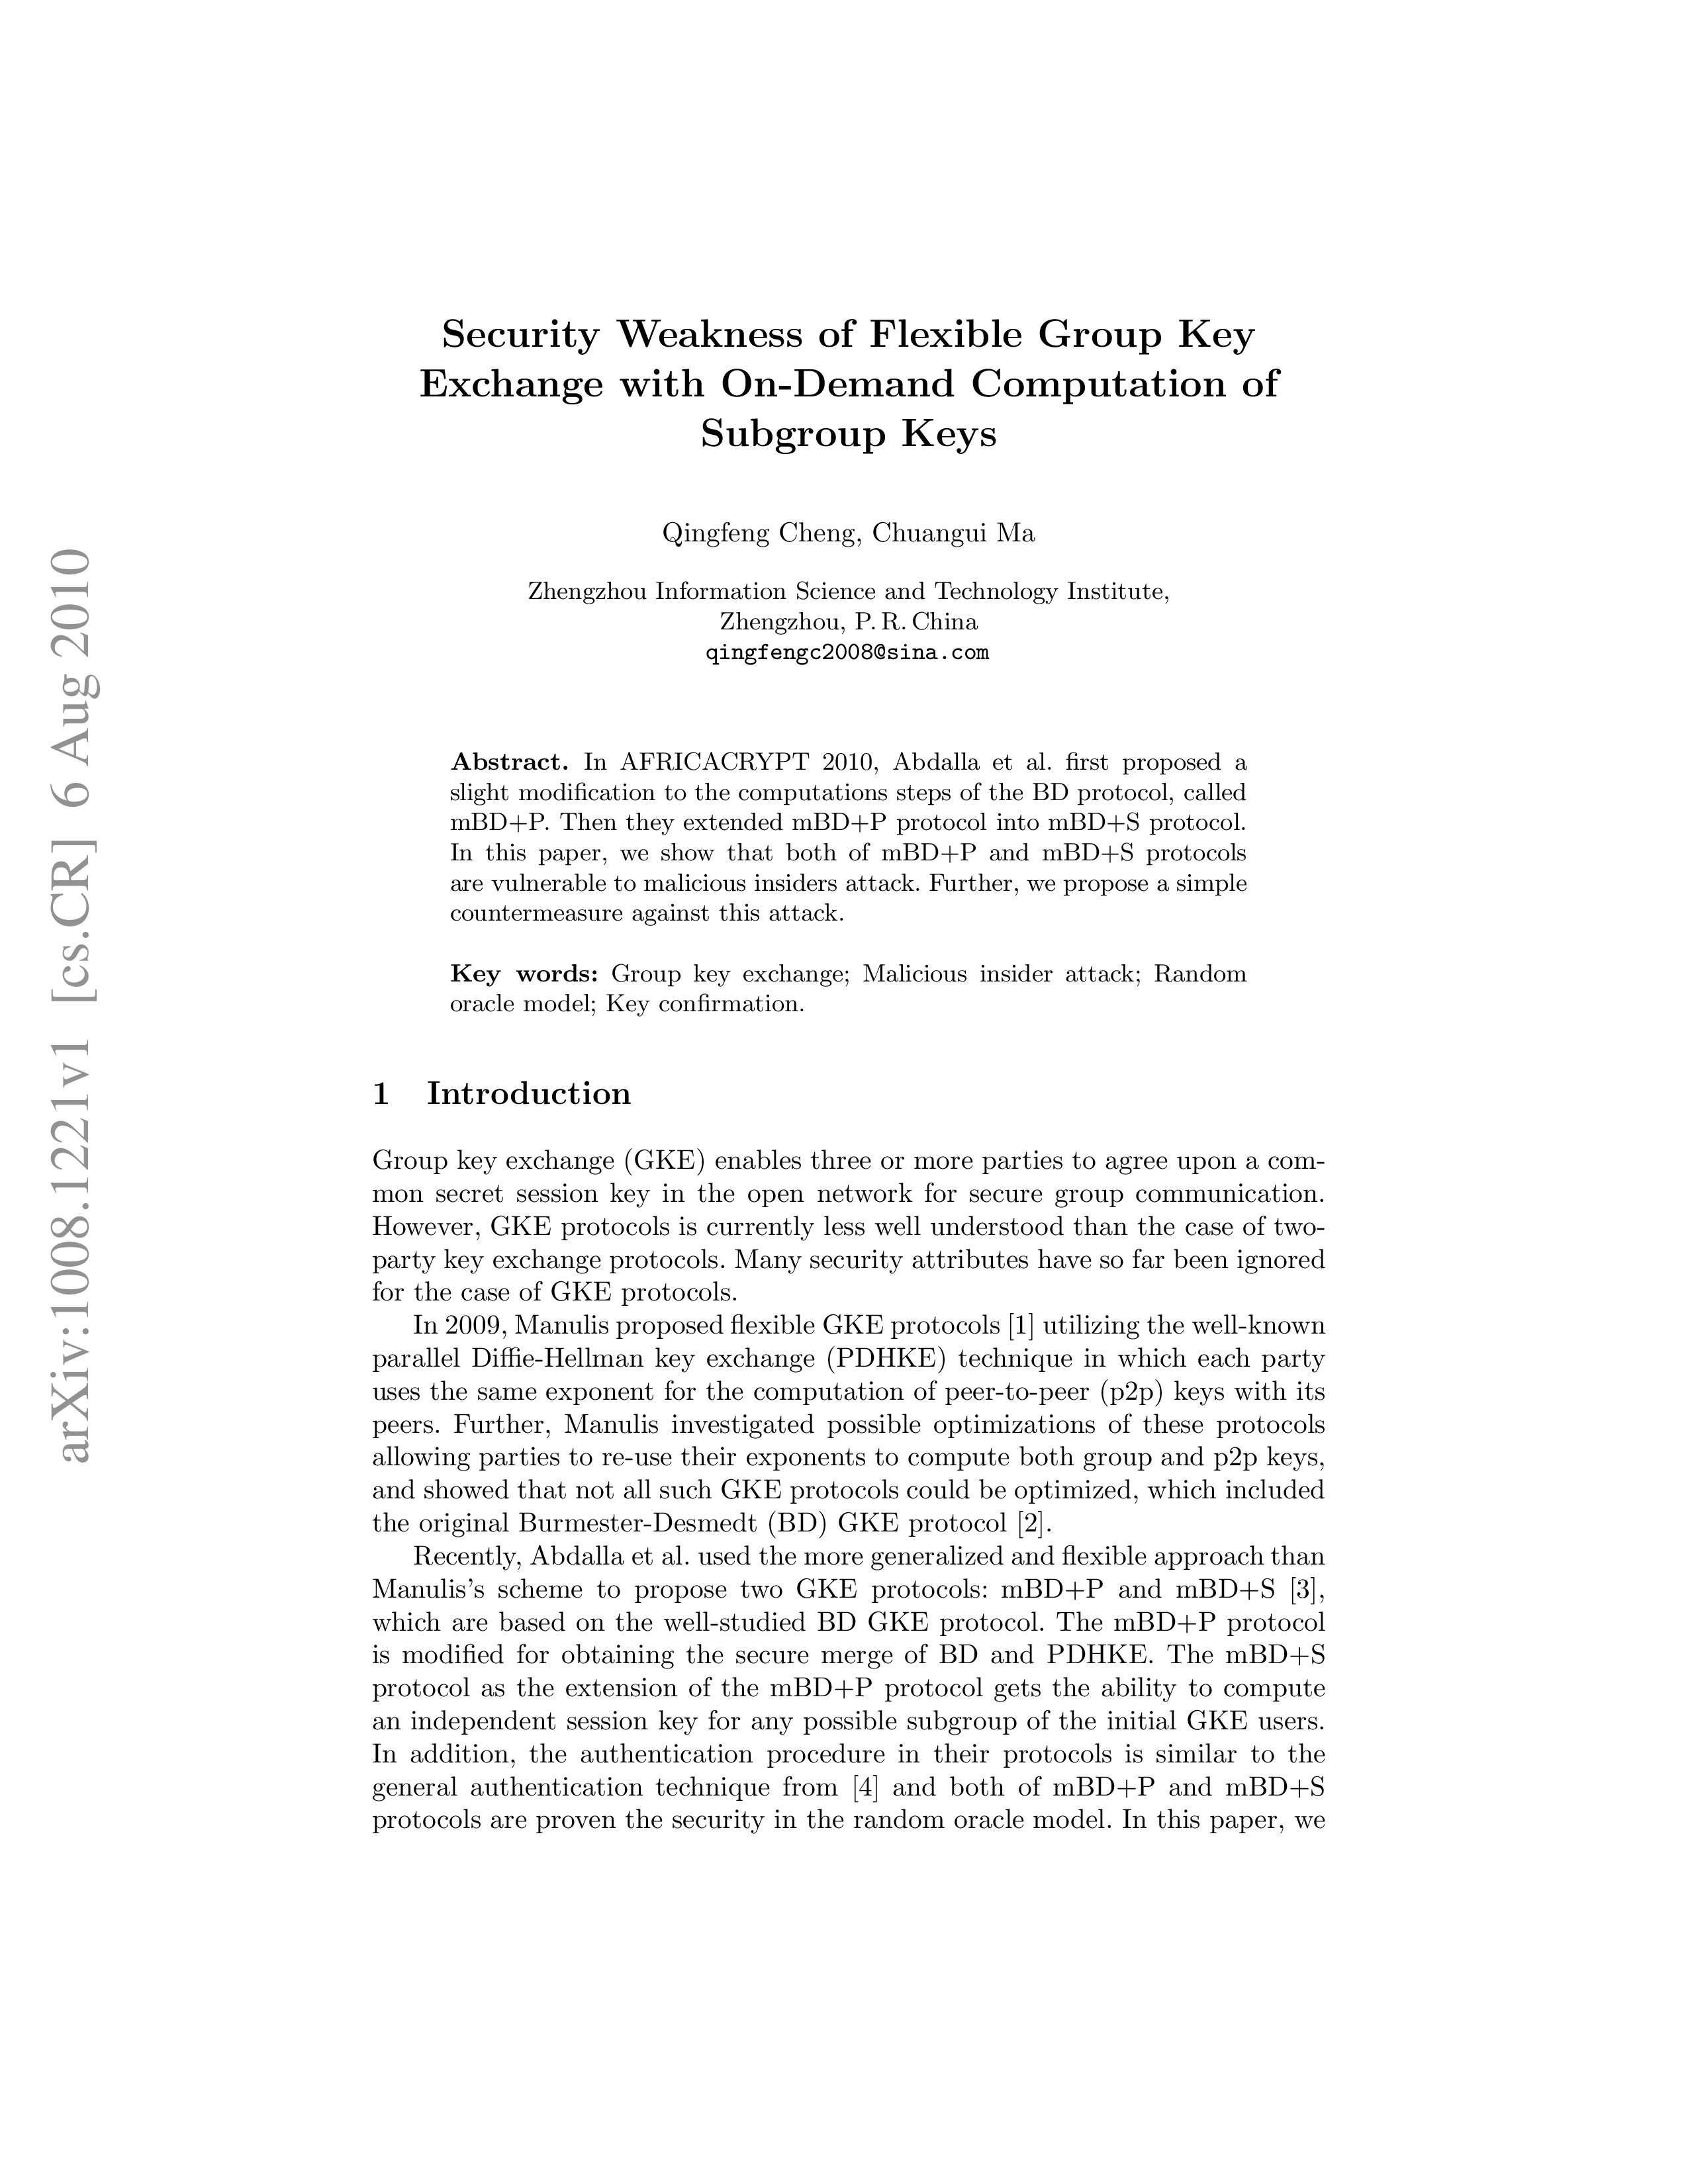 arXiv:1008.1221v1 [cs.CR] 6 Aug 2010
Security Weakness of Flexible Group Key
Exchange with On-Demand Computation of
Subgroup Keys
Qingfeng Cheng, Chuangui Ma
Zhengzhou Information Science and Technology Institute,
Zhengzhou, P. R. China
qingfengc2008@sina.com
Abstract. In AFRICACRYPT 2010, Abdalla et al. first proposed a
slight modification to the computations steps of the BD protocol, called
mBD+P. Then they extended mBD+P protocol into mBD+S protocol.
In this paper, we show that both of mBD+P and mBD+S protocols
are vulnerable to malicious insiders attack. Further, we propose a simple
countermeasure against this attack.
Key words: Group key exchange; Malicious insider attack; Random
oracle model; Key confirmation.
1 Introduction
Group key exchange (GKE) enables three or more parties to agree upon a com-
mon secret session key in the open network for secure group communication.
However, GKE protocols is currently less well understood than the case of two-
party key exchange protocols. Many security attributes have so far been ignored
for the case of GKE protocols.
In 2009, Manulis proposed flexible GKE protocols [1] utilizing the well-known
parallel Diffie-Hellman key exchange (PDHKE) technique in which each party
uses the same exponent for the computation of peer-to-peer (p2p) keys with its
peers. Further, Manulis investigated possible optimizations of these protocols
allowing parties to re-use their exponents to compute both group and p2p keys,
and showed that not all such GKE protocols could be optimized, which included
the original Burmester-Desmedt (BD) GKE protocol [2].
Recently, Abdalla et al. used the more generalized and flexible approach than
Manulis's scheme to propose two GKE protocols: mBD+P and mBD+S [3],
which are based on the well-studied BD GKE protocol. The mBD+P protocol
is modified for obtaining the secure merge of BD and PDHKE. The mBD+S
protocol as the extension of the mBD+P protocol gets the ability to compute
an independent session key for any possible subgroup of the initial GKE users.
In addition, the authentication procedure in their protocols is similar to the
general authentication technique from [4] and both of mBD+P and mBD+S
protocols are proven the security in the random oracle model. In this paper, we